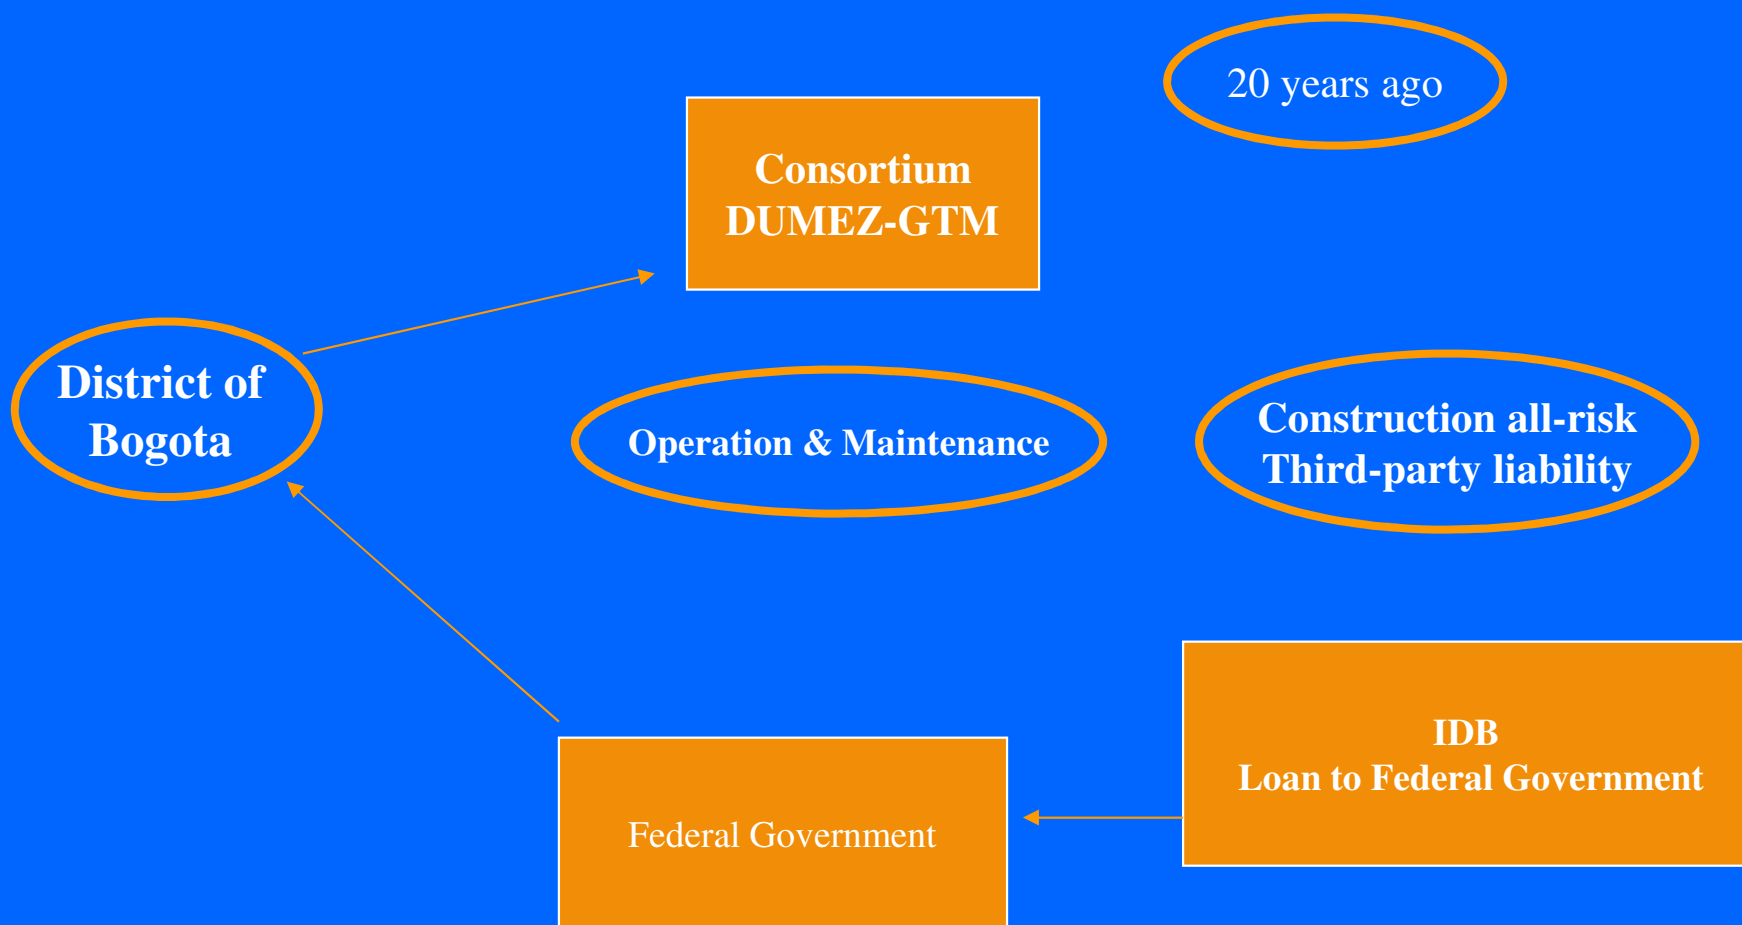 20 years ago
Consortium
DUMEZ-GTM
District of
Bogota
Operation & Maintenance
Construction all-risk
Third-party liability
IDB
Loan to Federal Government
Federal Government